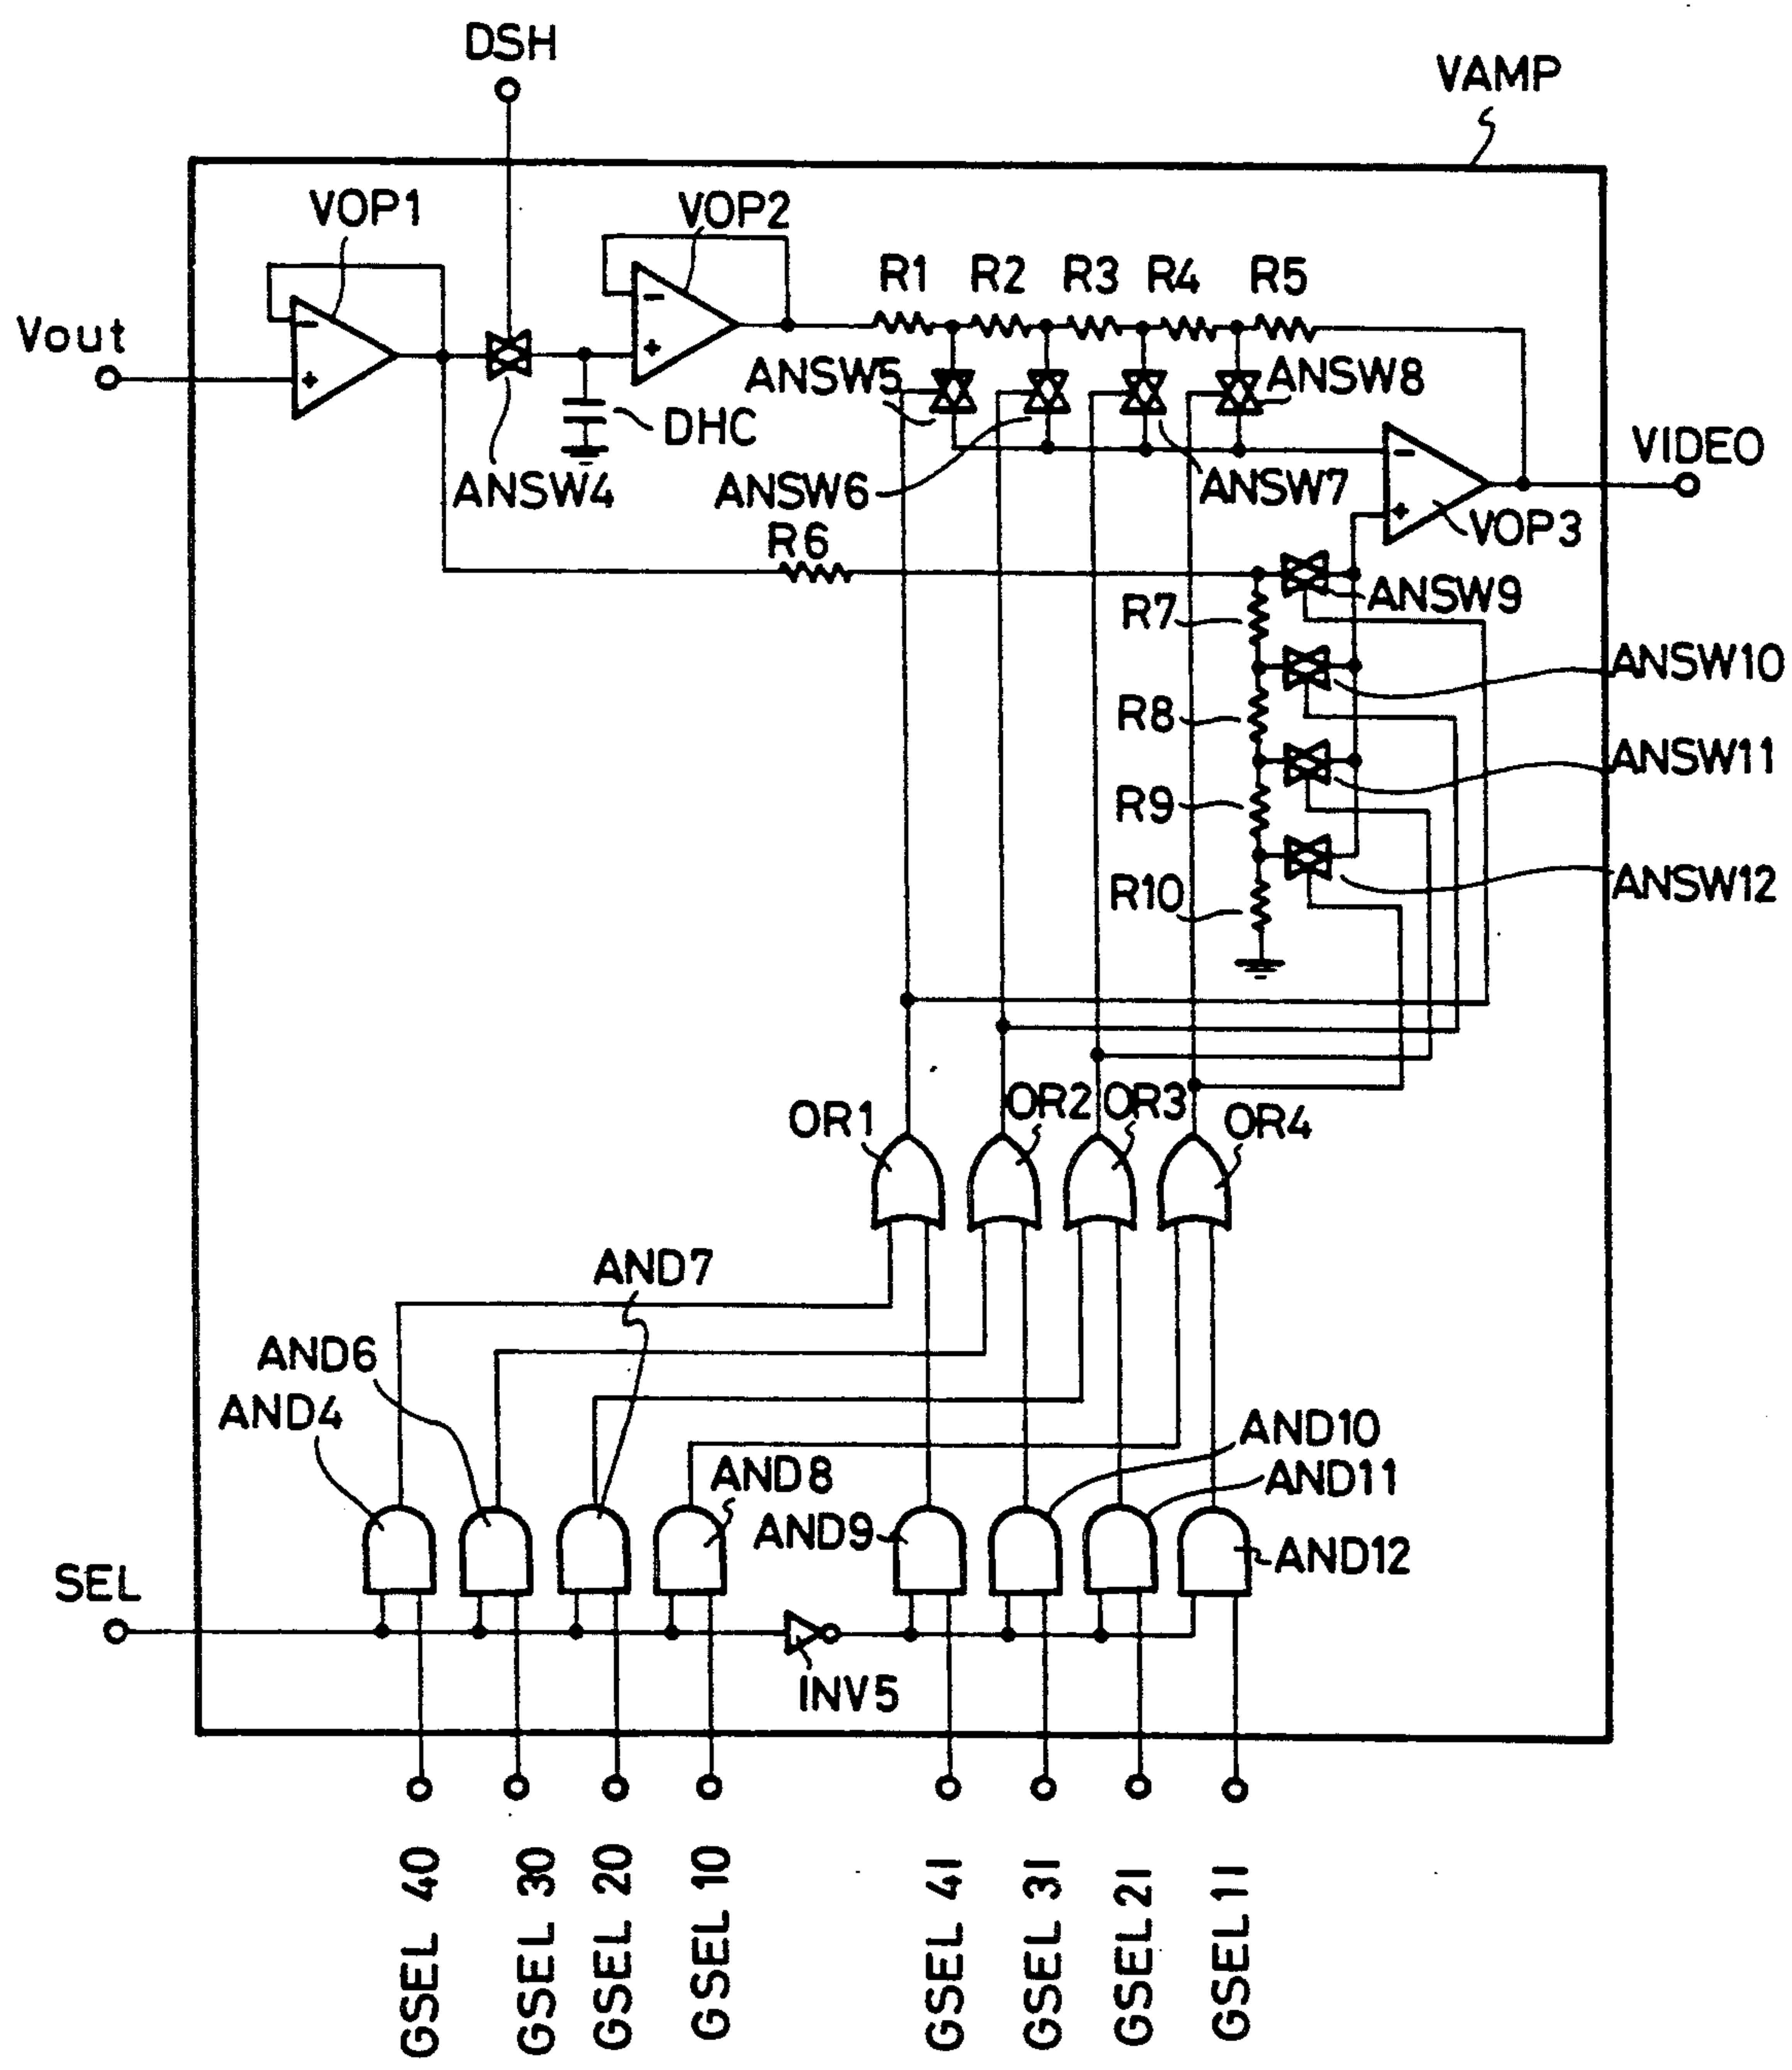 DSH
VAMP
VOP1
VOP2
R1
R2
R3
R4
R5
Vout
-
+
-
+
ANSW5
ANSW8
DHC
ANSW4
ANSW6
ANSW7
-
+
VIDEO
VOP3
R6
ANSW9
R7
ANSW10
R8
ANSW11
R9
ANSW12
R10
OR1
OR2
OR3
OR4
AND7
AND6
AND4
AND10
AND8
AND11
AND9
AND12
SEL
INV5
GSEL 40
GSEL 30
GSEL 20
GSEL 10
GSEL 41
GSEL 31
GSEL 21
GSEL 11